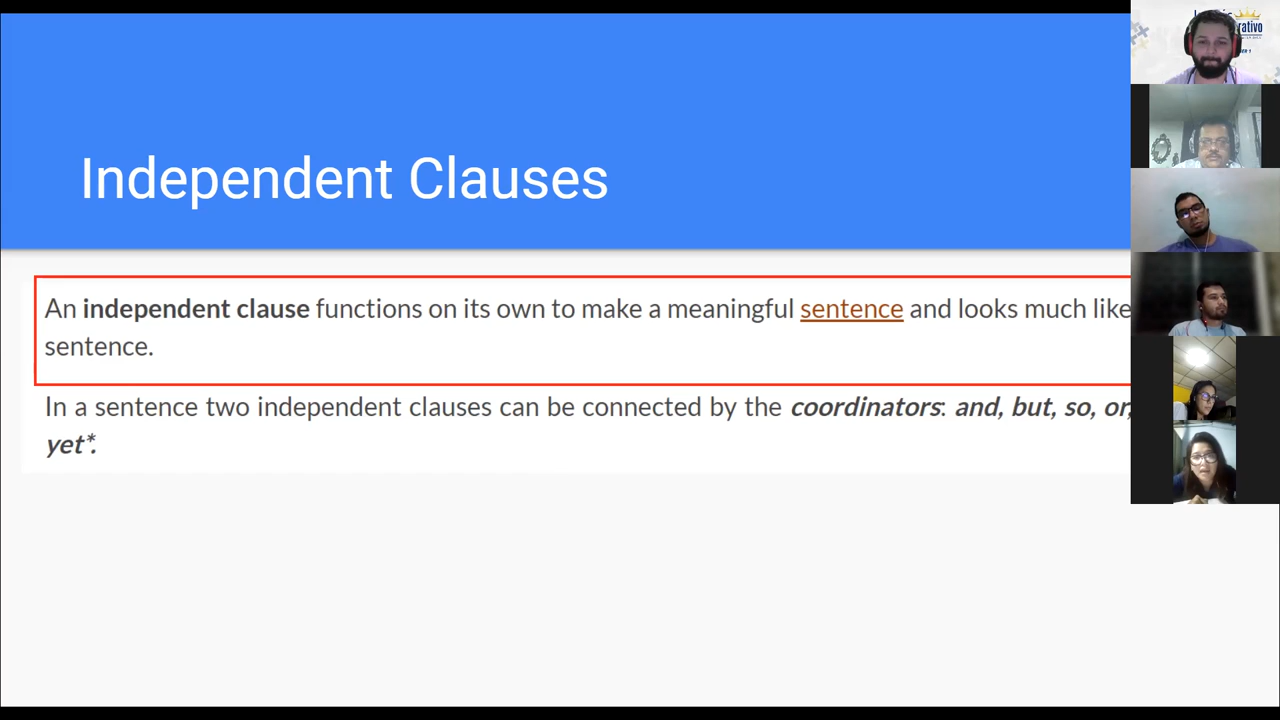 Independent Clauses
An independent clause functions on its own to make a meaningful sentence and looks much like
sentence.
In a sentence two independent clauses can be connected by the coordinators: and, but, so, or,
yet*.
rativo